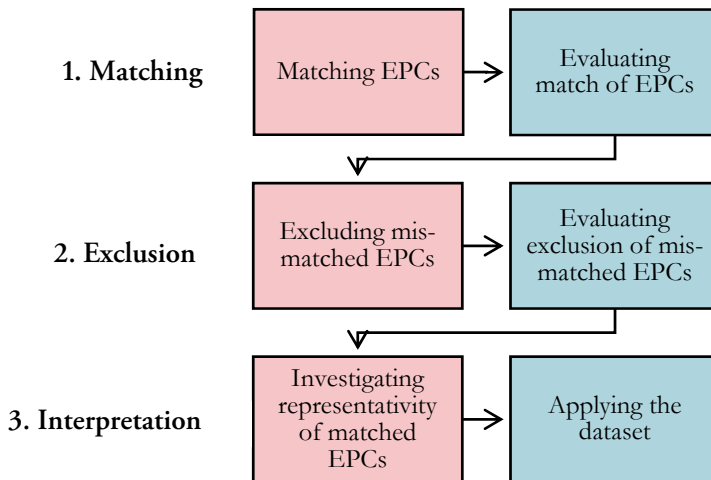 1. Matching
Matching EPCs
Evaluating
match of EPCs
2. Exclusion
Excluding mis-
matched EPCs
Evaluating
exclusion of mis-
matched EPCs
3. Interpretation
Investigating
representativity
of matched
EPCs
Applying the
dataset